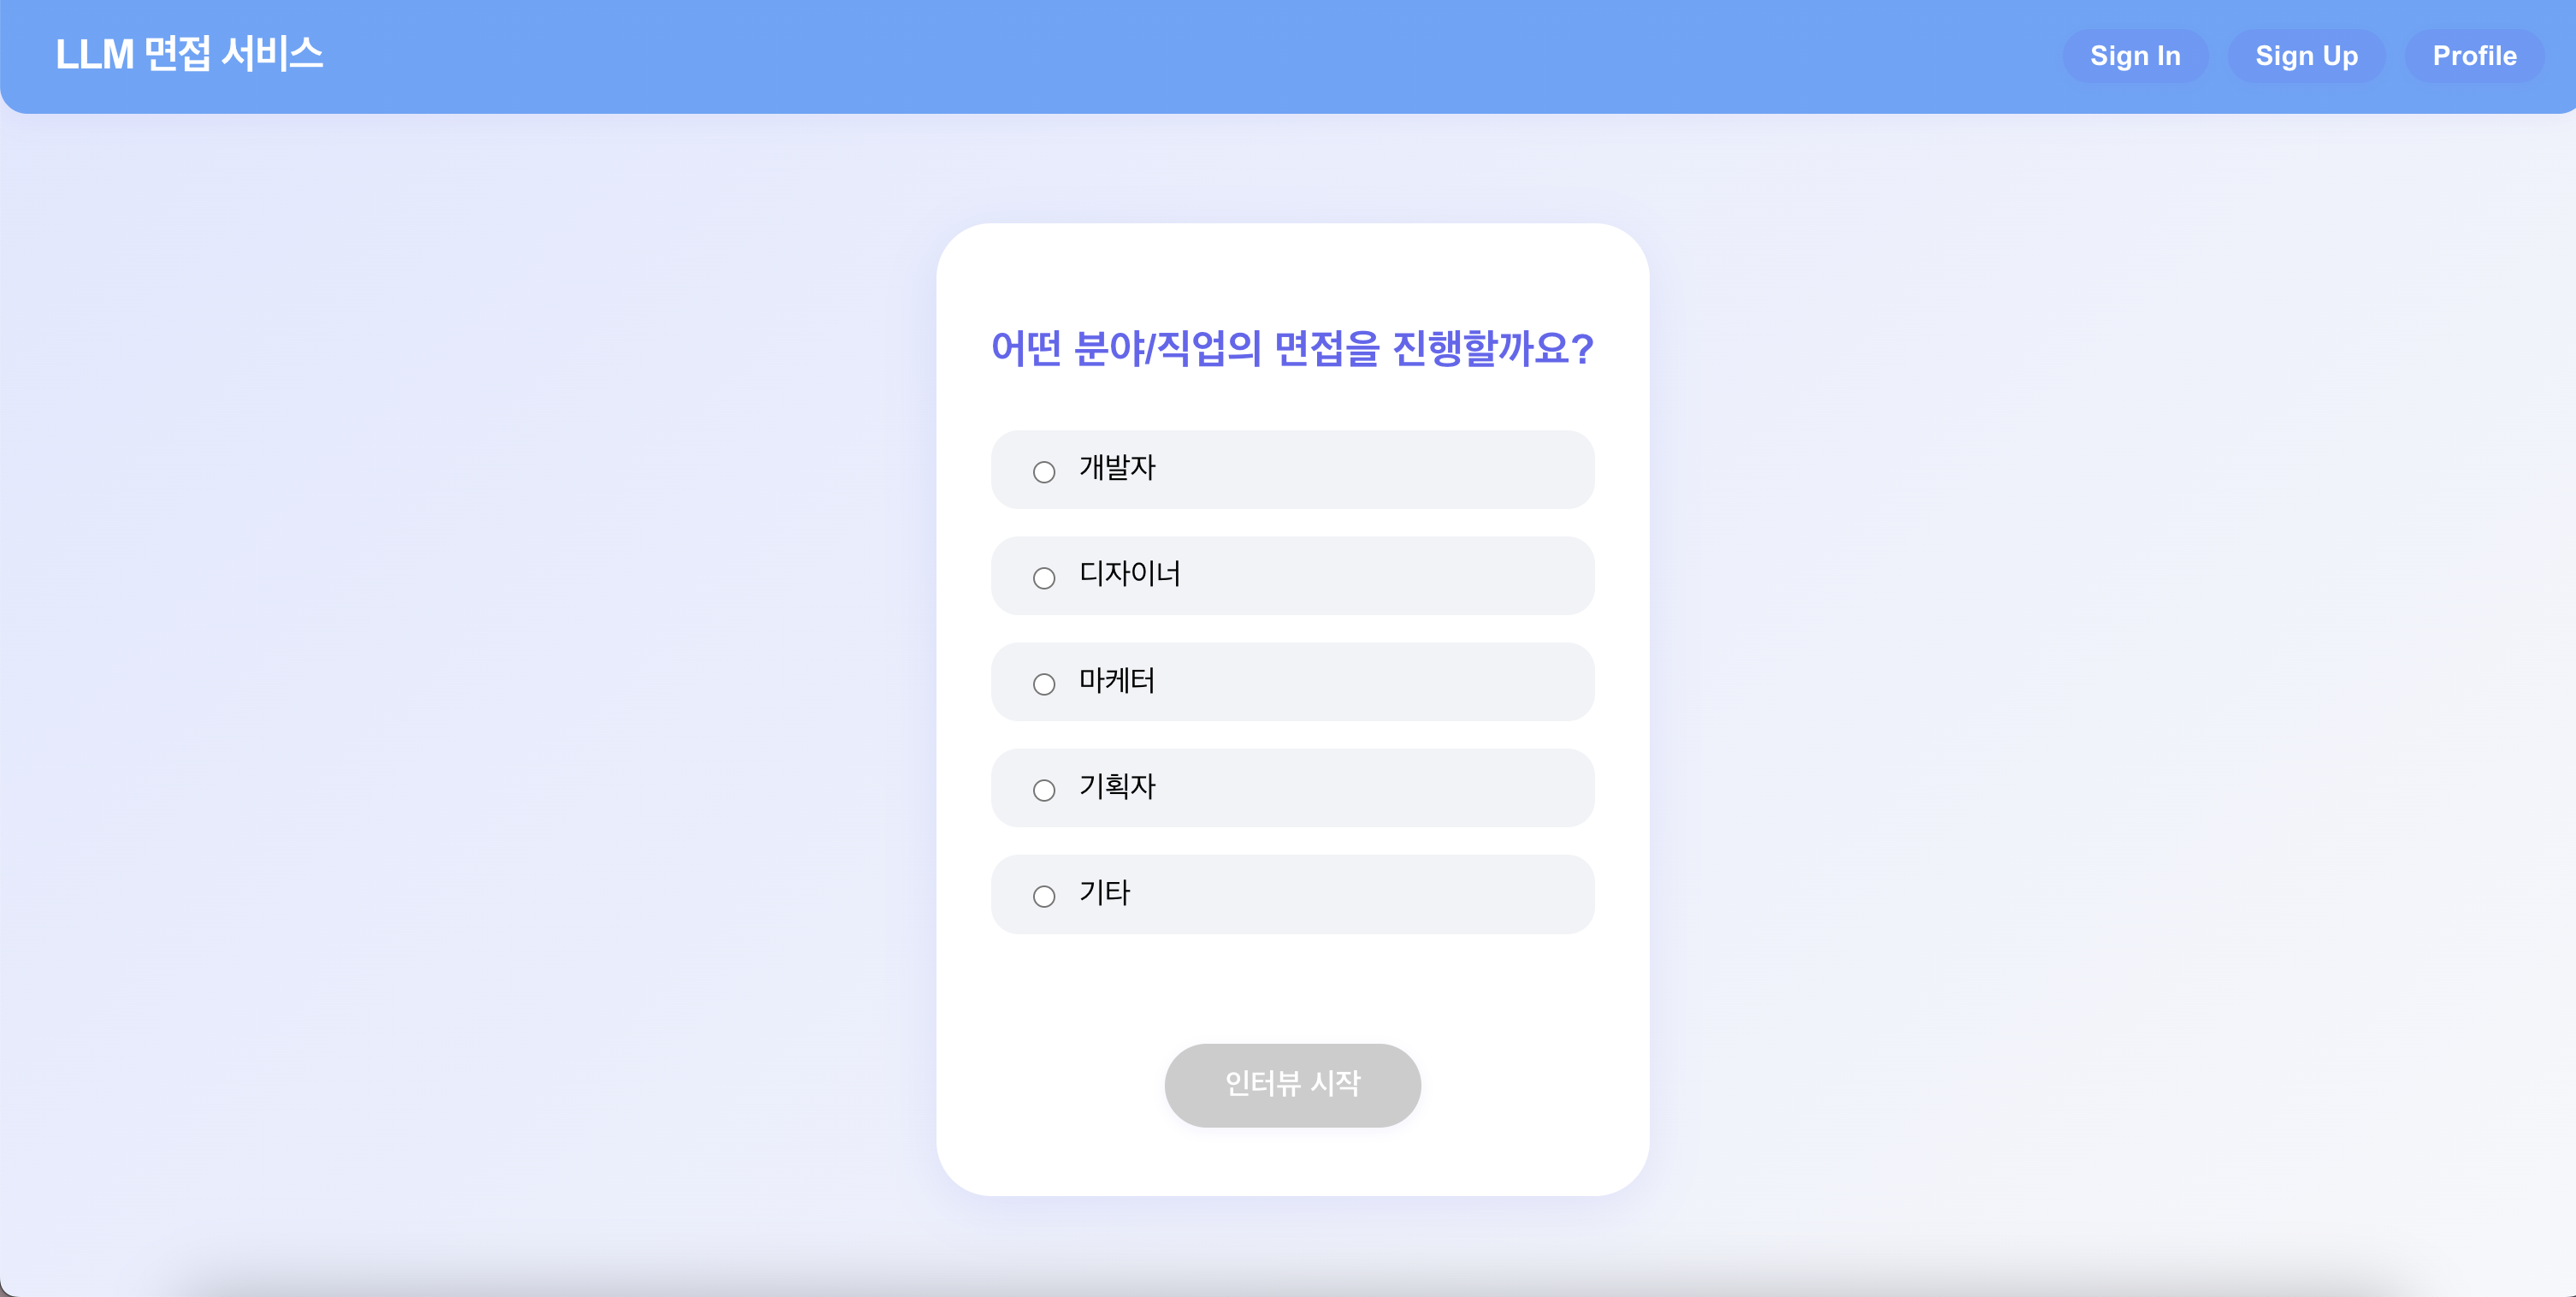 LLM 면접 서비스
Sign In Sign Up Profile
어떤 분야/직업의 면접을 진행할까요?
개발자
디자이너
마케터
기획자
기타
인터뷰 시작